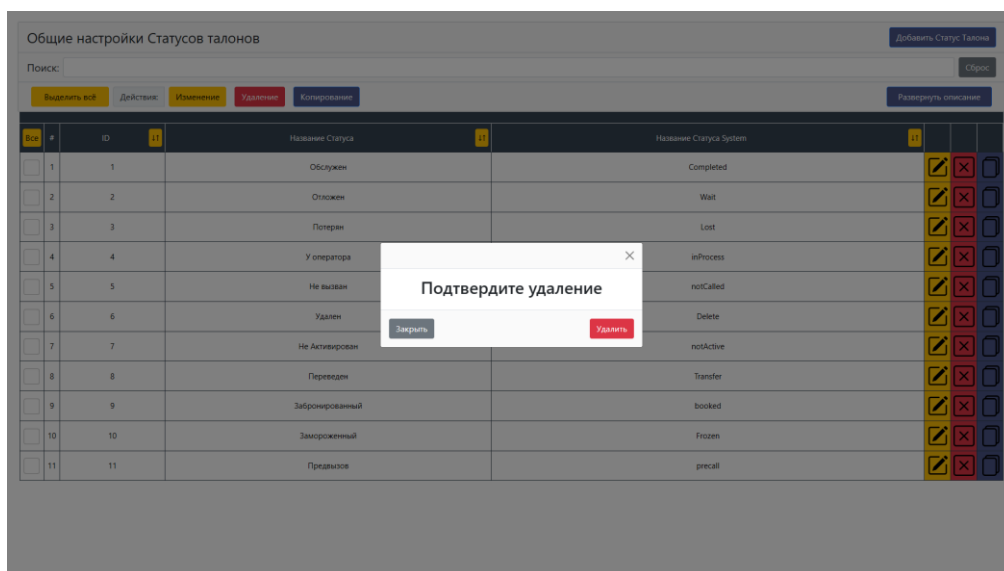 Общие настройки Статусов талонов Добавить Статус Талона
Поиск: Сброс
Выделить всё Действия: Изменение Удаление Копирование Развернуть описание
Все # ID Название Статуса Название Статуса System
1 1 Обслужен Completed
2 2 Отложен Wait
3 3 Потерян Lost
4 4 У оператора inProcess
5 5 Не вызван notCalled
6 6 Удален Delete
7 7 Не Активирован notActive
8 8 Переведен Transfer
9 9 Забронированный booked
10 10 Замороженный Frozen
11 11 Предвызов precall
Подтвердите удаление
Закрыть Удалить